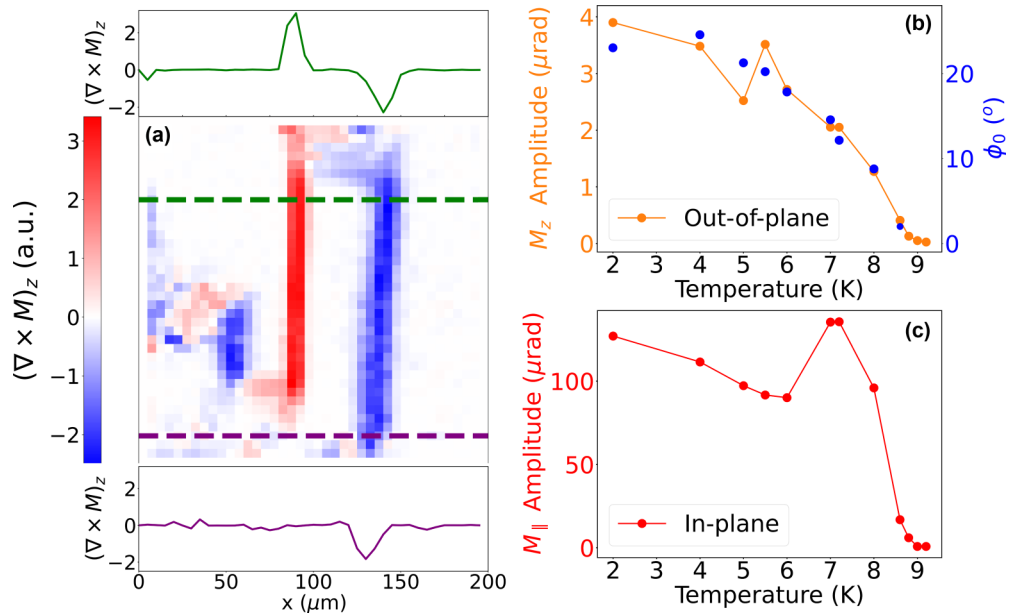 (∇ × M)z
2
0
−2
(∇ × M)z (a.u.)
3
2
1
0
−1
−2
(a)
(∇ × M)z
2
0
−2
0 50 100 150 200
x (μm)
(b)
Mz Amplitude (μrad)
4
3
2
1
0
20
10
0
ϕ0 (o)
Out-of-plane
2 3 4 5 6 7 8 9
Temperature (K)
(c)
M∥ Amplitude (μrad)
100
50
0
In-plane
2 3 4 5 6 7 8 9
Temperature (K)